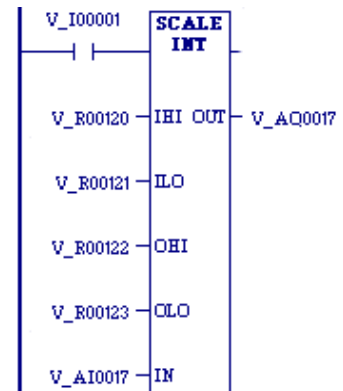 V_I00001 SCALE
INT
V_R00120 IHI OUT V_AQ0017
V_R00121 ILO
V_R00122 OHI
V_R00123 OLO
V_AI0017 IN